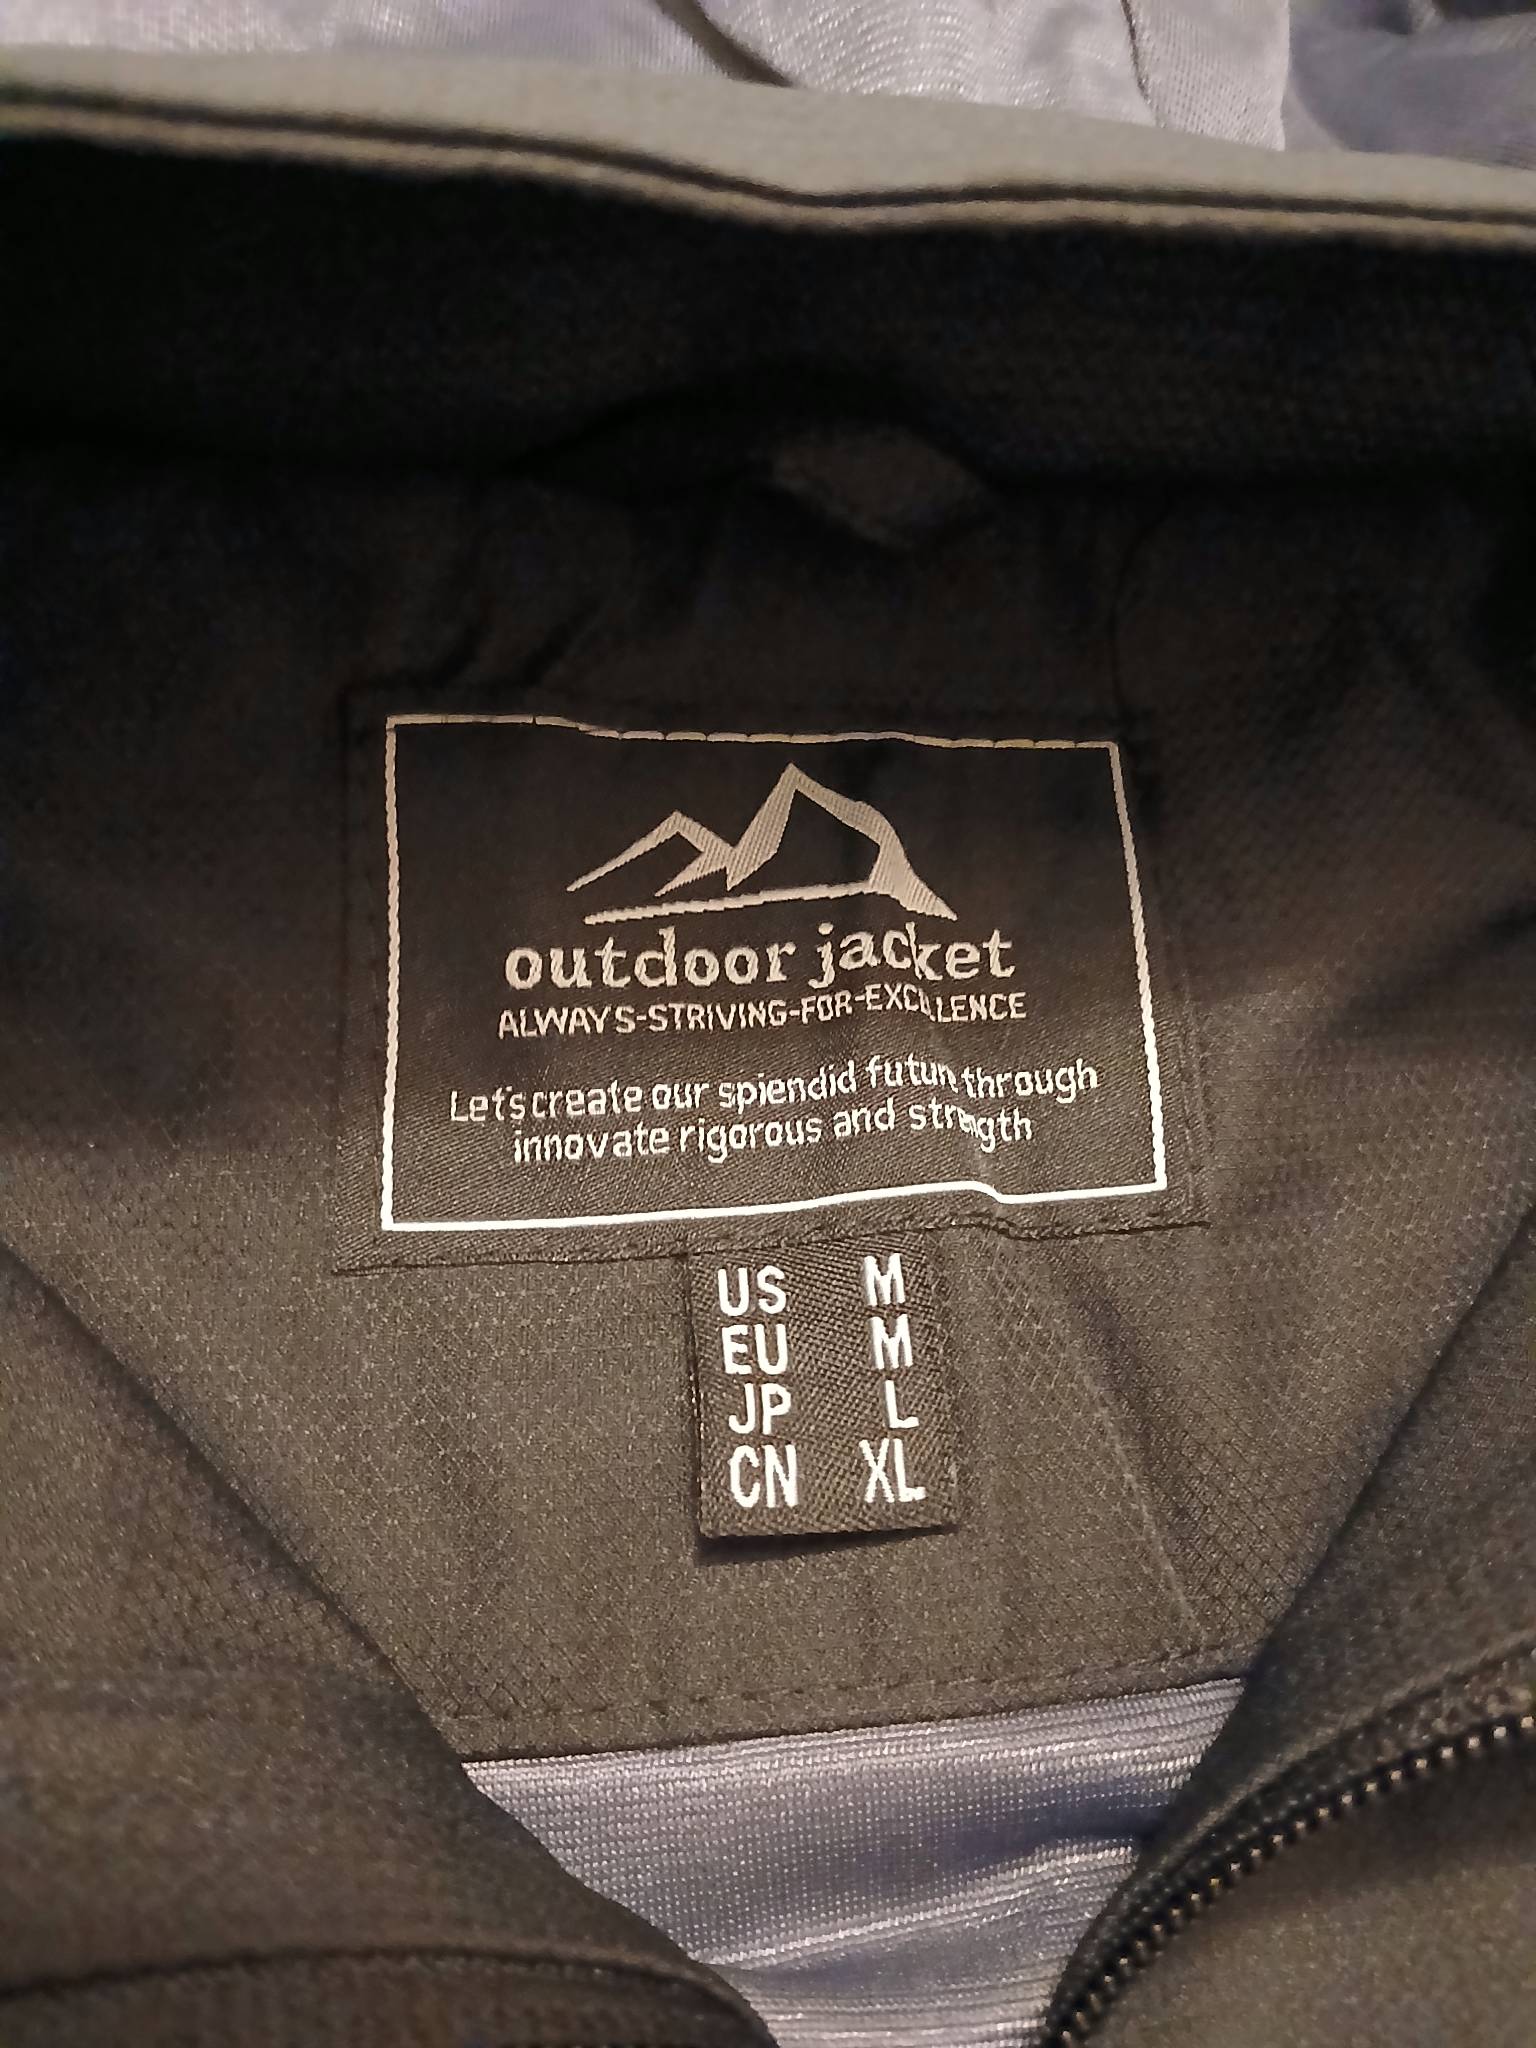 outdoor jacket
ALWAYS-STRIVING-FOR-EXCELLENCE
Let's create our spiendid through
innovate rigorous and strength
US M
EU M
JP L
CN XL